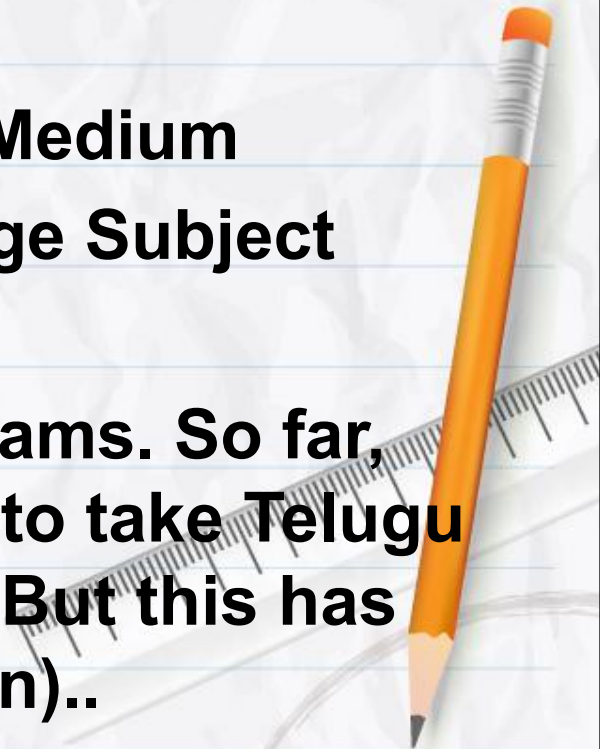 Medium
ge Subject
ams. So far,
to take Telugu
But this has
n)..